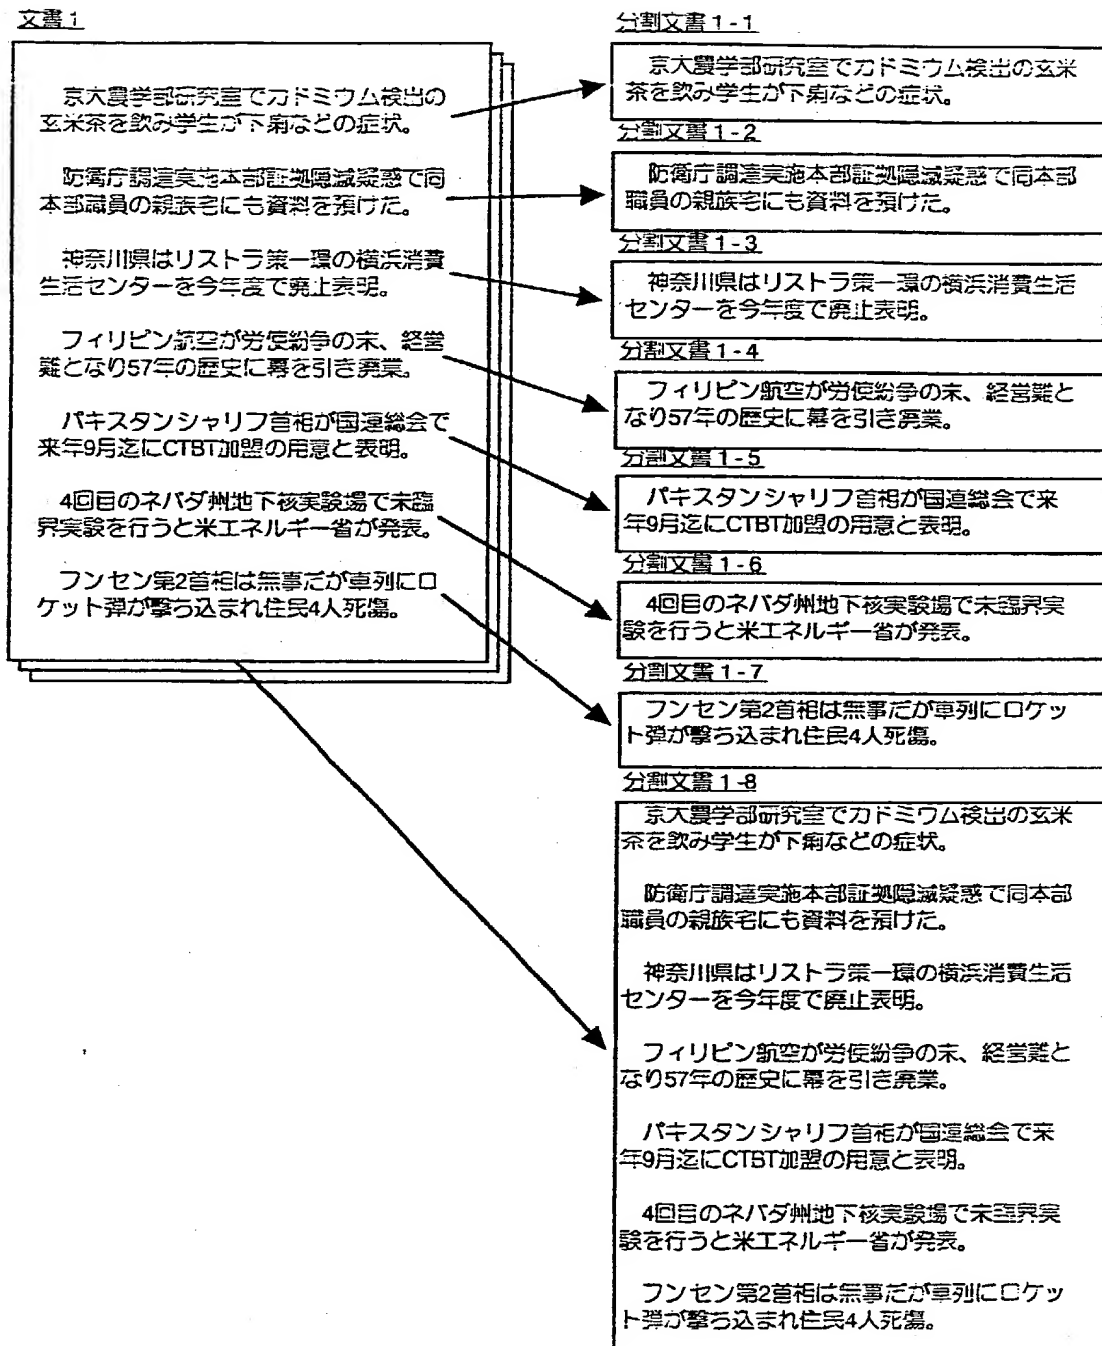 文書1
京大農学部研究室でカドミウム検出の
玄米茶を飲み学生が下痢などの症状。
防衛庁調達実施本部証拠隠滅疑惑で同
本部職員の親族宅にも資料を預けた。
神奈川県はリストラ策一環の横浜消費
生活センターを今年度で廃止表明。
フィリピン航空が労使紛争の末、経営
難となり57年の歴史に幕を引き廃業。
パキスタンシャリフ首相が国連総会で
来年9月迄にCTBT加盟の用意と表明。
4回目のネバダ州地下核実験場で未臨
界実験を行うと米エネルギー省が発表。
フンセン第2首相は無事だが車列にロ
ケット弾が撃ち込まれ住民4人死傷。
分割文書1-1
京大農学部研究室でカドミウム検出の玄米
茶を飲み学生が下痢などの症状。
分割文書1-2
防衛庁調達実施本部証拠隠滅疑惑で同本部
職員の親族宅にも資料を預けた。
分割文書1-3
神奈川県はリストラ策一環の横浜消費生活
センターを今年度で廃止表明。
分割文書1-4
フィリピン航空が労使紛争の末、経営難と
なり57年の歴史に幕を引き廃業。
分割文書1-5
パキスタンシャリフ首相が国連総会で来
年9月迄にCTBT加盟の用意と表明。
分割文書1-6
4回目のネバダ州地下核実験場で未臨界実
験を行うと米エネルギー省が発表。
分割文書1-7
フンセン第2首相は無事だが車列にロケッ
ト弾が撃ち込まれ住民4人死傷。
分割文書1-8
京大農学部研究室でカドミウム検出の玄米
茶を飲み学生が下痢などの症状。
防衛庁調達実施本部証拠隠滅疑惑で同本部
職員の親族宅にも資料を預けた。
神奈川県はリストラ策一環の横浜消費生活
センターを今年度で廃止表明。
フィリピン航空が労使紛争の末、経営難と
なり57年の歴史に幕を引き廃業。
パキスタンシャリフ首相が国連総会で来
年9月迄にCTBT加盟の用意と表明。
4回目のネバダ州地下核実験場で未臨界実
験を行うと米エネルギー省が発表。
フンセン第2首相は無事だが車列にロケッ
ト弾が撃ち込まれ住民4人死傷。